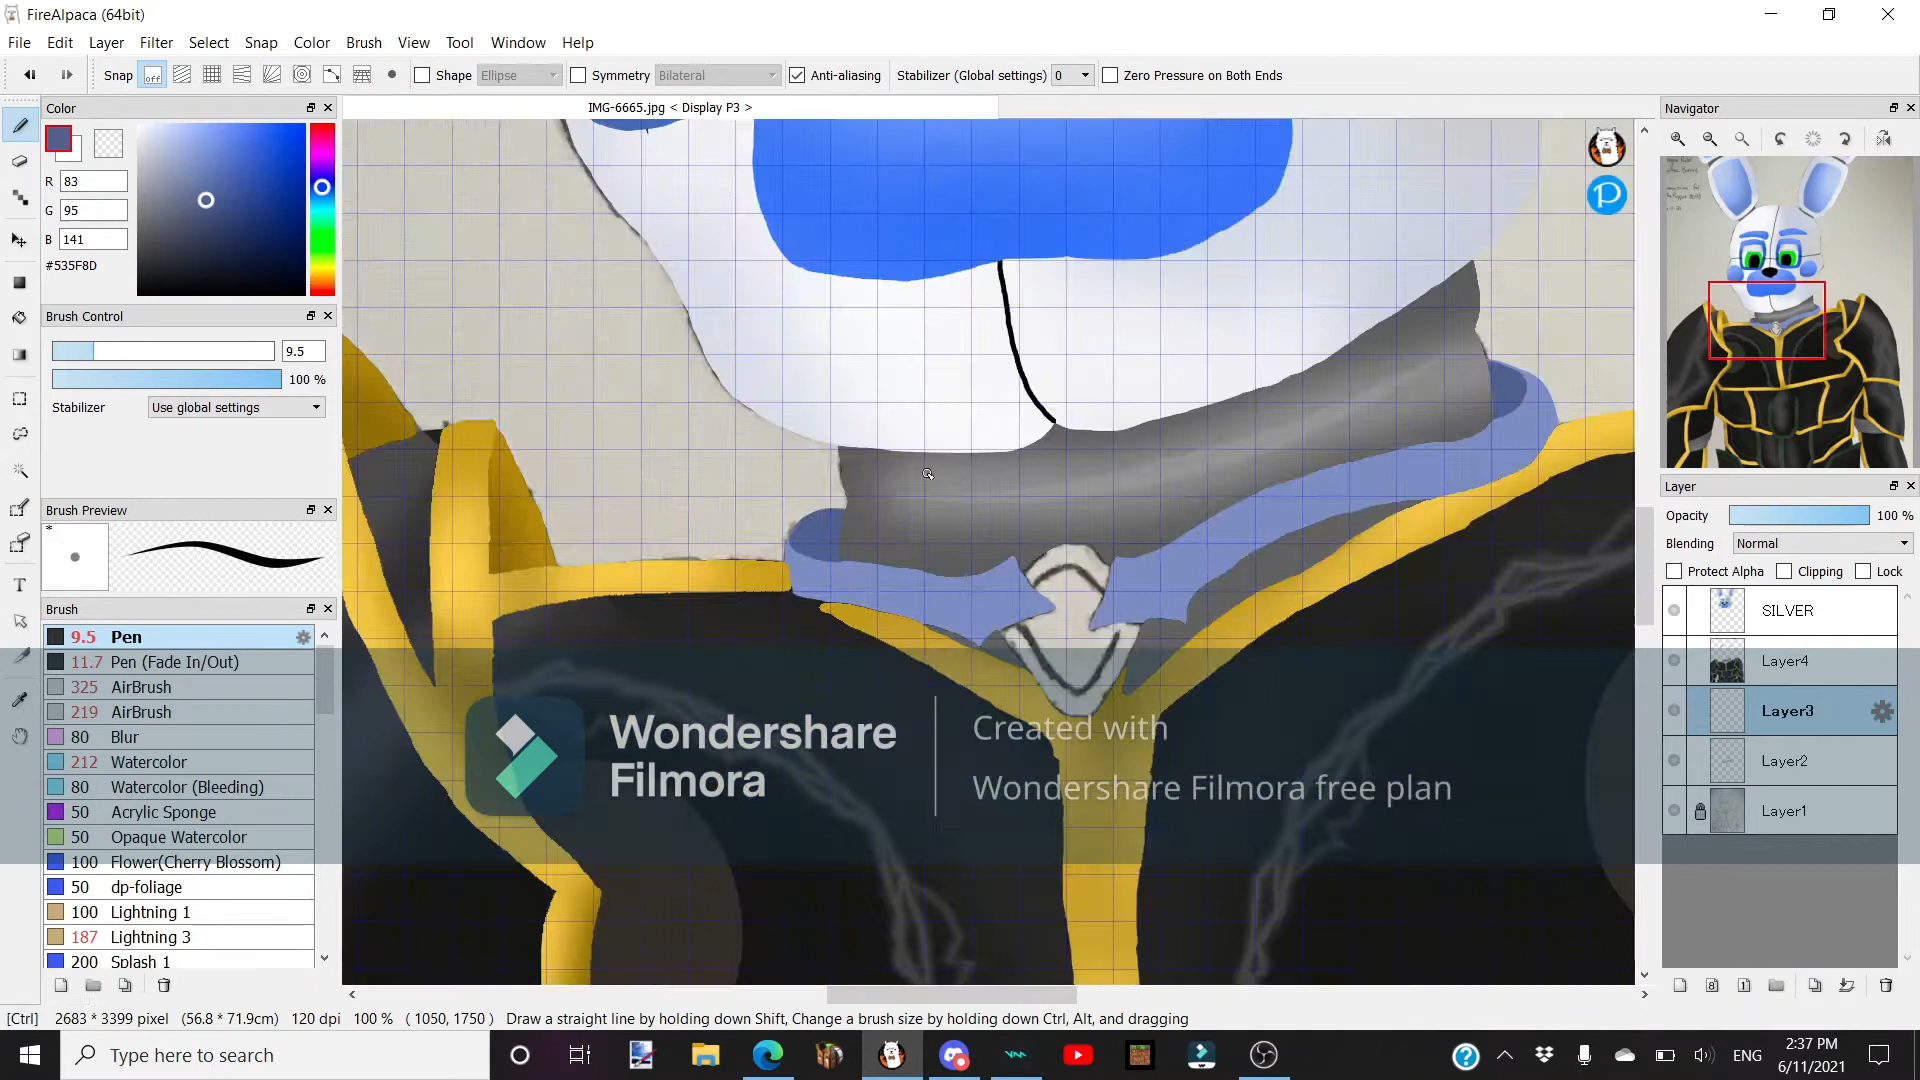 FireAlpaca (64bit)
File Edit Layer Filter Select Snap Color Brush View Tool Window Help
Snap off Shape Ellipse Symmetry Bilateral Anti-aliasing Stabilizer (Global settings) 0 Zero Pressure on Both Ends
Color
IMG-6665.jpg < Display P3 >
Navigator
R 83
G 95
B 141
#535F8D
Brush Control
9.5
100 %
Stabilizer Use global settings
Brush Preview
Brush
9.5 Pen
11.7 Pen (Fade In/Out)
325 AirBrush
219 AirBrush
80 Blur
212 Watercolor
80 Watercolor (Bleeding)
50 Acrylic Sponge
50 Opaque Watercolor
100 Flower(Cherry Blossom)
50 dp-foliage
100 Lightning 1
187 Lightning 3
200 Splash 1
Layer
Opacity 100 %
Blending Normal
Protect Alpha Clipping Lock
SILVER
Layer4
Layer3
Layer2
Layer1
Wondershare
Filmora
Created with
Wondershare Filmora free plan
[Ctrl] 2683 * 3399 pixel (56.8 * 71.9cm) 120 dpi 100 % ( 1050, 1750 ) Draw a straight line by holding down Shift, Change a brush size by holding down Ctrl, Alt, and dragging
Type here to search
ENG
2:37 PM
6/11/2021